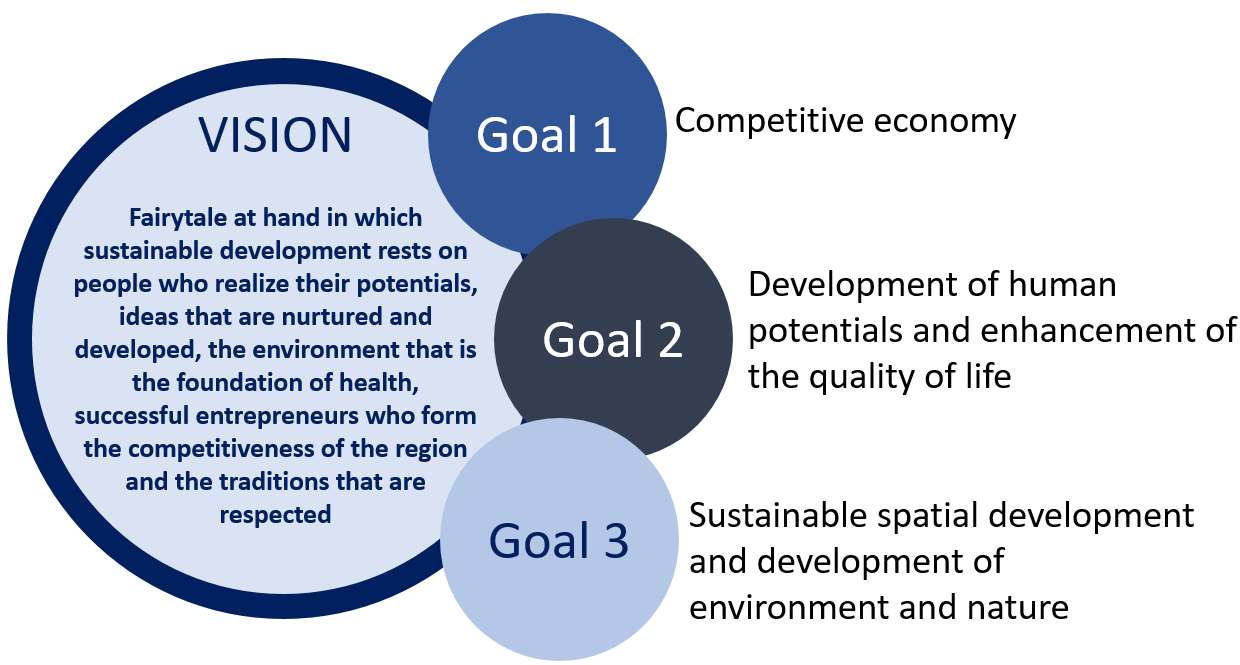 VISION
Fairytale at hand in which
sustainable development rests on
people who realize their potentials,
ideas that are nurtured and
developed, the environment that is
the foundation of health,
successful entrepreneurs who form
the competitiveness of the region
and the traditions that are
respected
Goal 1
Competitive economy
Goal 2
Development of human
potentials and enhancement of
the quality of life
Goal 3
Sustainable spatial development
and development of
environment and nature